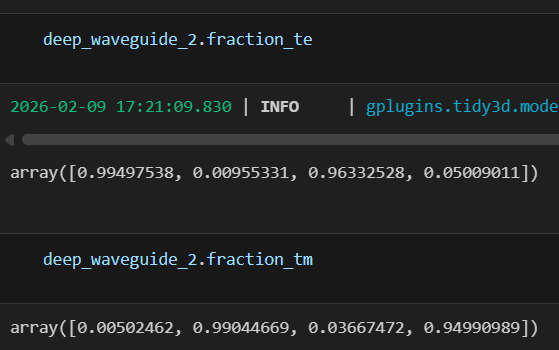 deep_waveguide_2.fraction_te
2026-02-09 17:21:09.830 | INFO     | gplugins.tidy3d.mode
array([0.99497538, 0.00955331, 0.96332528, 0.05009011])
deep_waveguide_2.fraction_tm
array([0.00502462, 0.99044669, 0.03667472, 0.94990989])